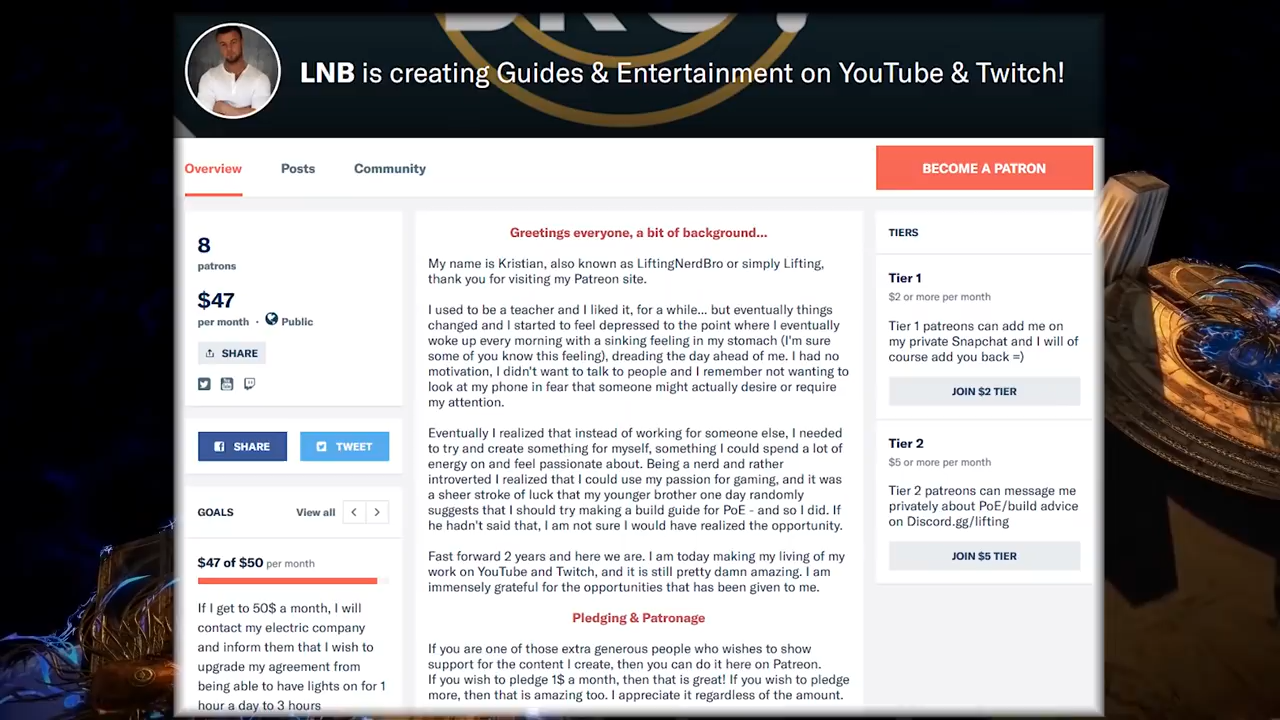 BRO!
LNB is creating Guides & Entertainment on YouTube & Twitch!
Overview
Posts
Community
BECOME A PATRON
8
patrons
$47
per month · Public
SHARE
SHARE
TWEET
GOALS
View all
$47 of $50 per month
If I get to 50$ a month, I will
contact my electric company
and inform them that I wish to
upgrade my agreement from
being able to have lights on for 1
hour a day to 3 hours
Greetings everyone, a bit of background...
My name is Kristian, also known as LiftingNerdBro or simply Lifting,
thank you for visiting my Patreon site.
I used to be a teacher and I liked it, for a while... but eventually things
changed and I started to feel depressed to the point where I eventually
woke up every morning with a sinking feeling in my stomach (I'm sure
some of you know this feeling), dreading the day ahead of me. I had no
motivation, I didn't want to talk to people and I remember not wanting to
look at my phone in fear that someone might actually desire or require
my attention.
Eventually I realized that instead of working for someone else, I needed
to try and create something for myself, something I could spend a lot of
energy on and feel passionate about. Being a nerd and rather
introverted I realized that I could use my passion for gaming, and it was
a sheer stroke of luck that my younger brother one day randomly
suggests that I should try making a build guide for PoE - and so I did. If
he hadn't said that, I am not sure I would have realized the opportunity.
Fast forward 2 years and here we are. I am today making my living of my
work on YouTube and Twitch, and it is still pretty damn amazing. I am
immensely grateful for the opportunities that has been given to me.
Pledging & Patronage
If you are one of those extra generous people who wishes to show
support for the content I create, then you can do it here on Patreon.
If you wish to pledge 1$ a month, then that is great! If you wish to pledge
more, then that is amazing too. I appreciate it regardless of the amount.
TIERS
Tier 1
$2 or more per month
Tier 1 patreons can add me on
my private Snapchat and I will of
course add you back =)
JOIN $2 TIER
Tier 2
$5 or more per month
Tier 2 patreons can message me
privately about PoE/build advice
on Discord.gg/lifting
JOIN $5 TIER